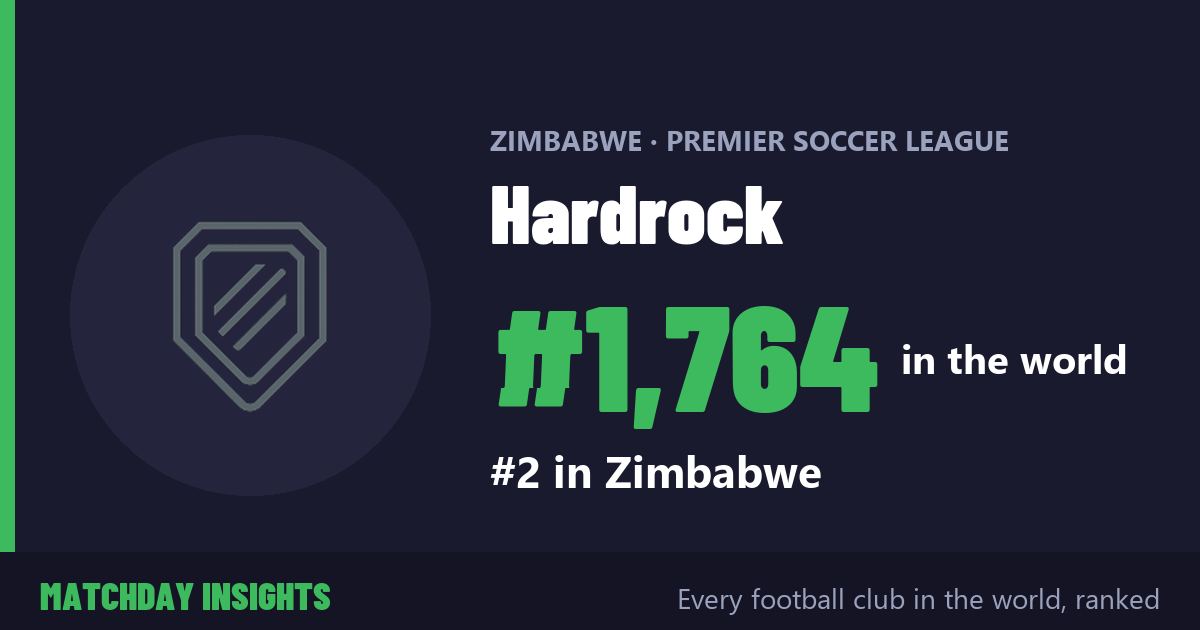 ZIMBABWE · PREMIER SOCCER LEAGUE
Hardrock
#1,764 in the world
#2 in Zimbabwe
MATCHDAY INSIGHTS
Every football club in the world, ranked